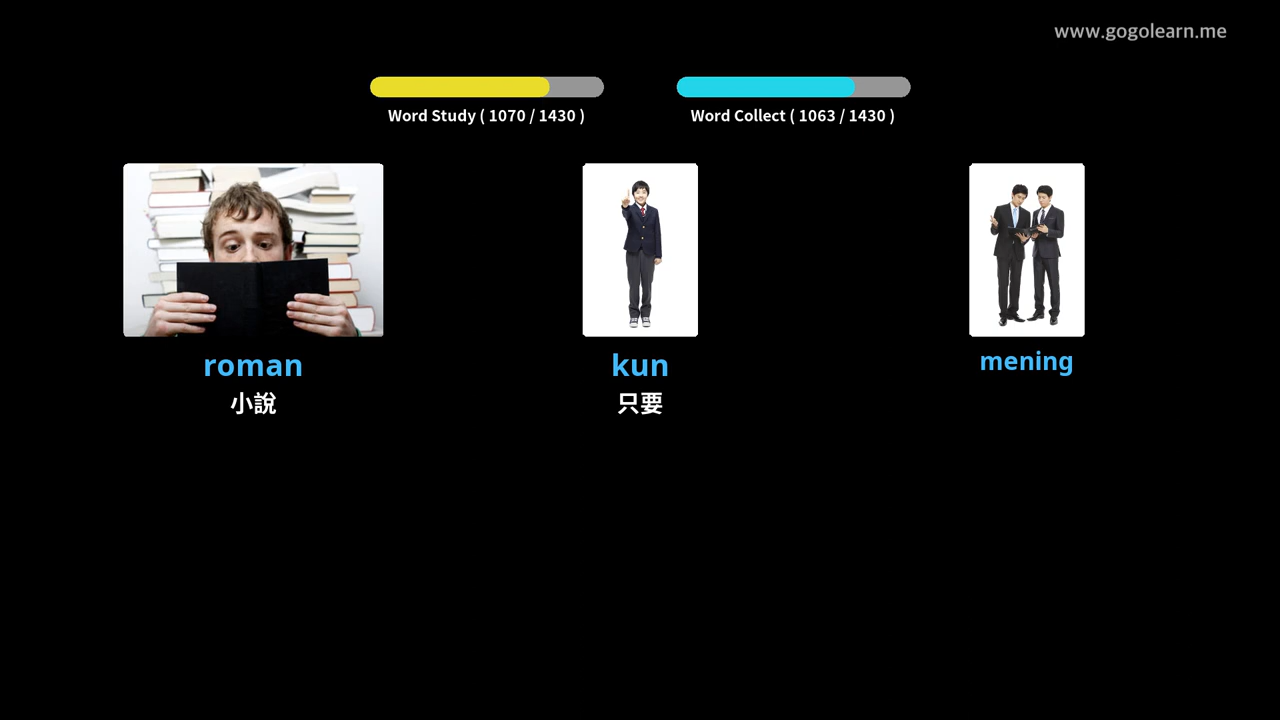 www.gogolearn.me
Word Study ( 1070 / 1430 )
Word Collect ( 1063 / 1430 )
roman
小說
kun
只要
mening